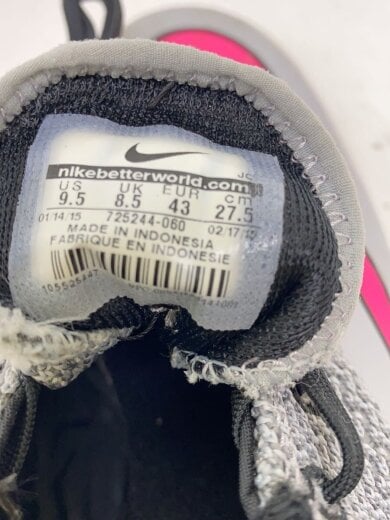 JC
nikebetterworld.com
US UK EUR cm
9.5 8.5 43 27.5
01/14/15 725244-060 02/17/15
MADE IN INDONESIA
FABRIQUE EN INDONESIE